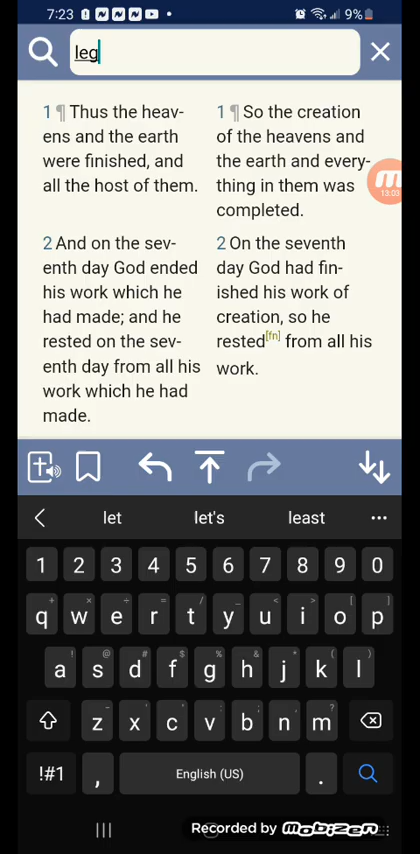 7:23 9%
leg
1 ¶ Thus the heav-
ens and the earth
were finished, and
all the host of them.
2 And on the sev-
enth day God ended
his work which he
had made; and he
rested on the sev-
enth day from all his
work which he had
made.
1 ¶ So the creation
of the heavens and
the earth and every-
thing in them was
completed.
2 On the seventh
day God had fin-
ished his work of
creation, so he
rested[fn] from all his
work.
13:03
let let's least
1 2 3 4 5 6 7 8 9 0
q w e r t y u i o p
a s d f g h j k l
z x c v b n m
!#1 , English (US) .
Recorded by mobizen